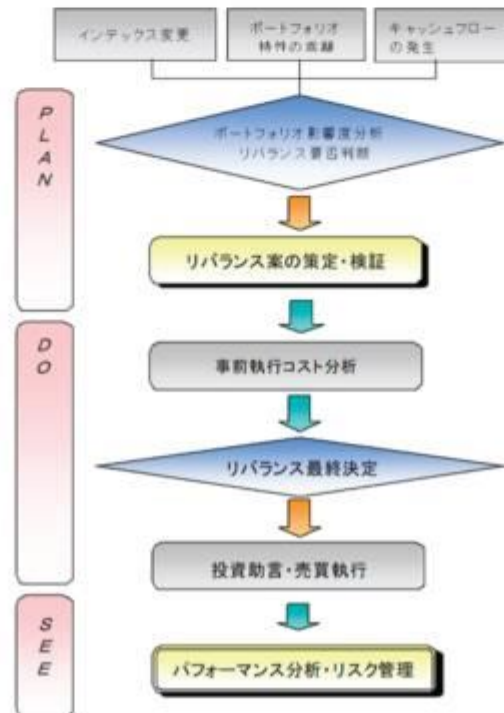 インデックス変更
ポートフォリオ
特性の乖離
キャッシュフロー
の発生
PLAN
ポートフォリオ影響度分析
リバランス要否判断
リバランス案の策定・検証
DO
事前執行コスト分析
リバランス最終決定
投資助言・売買執行
SEE
パフォーマンス分析・リスク管理